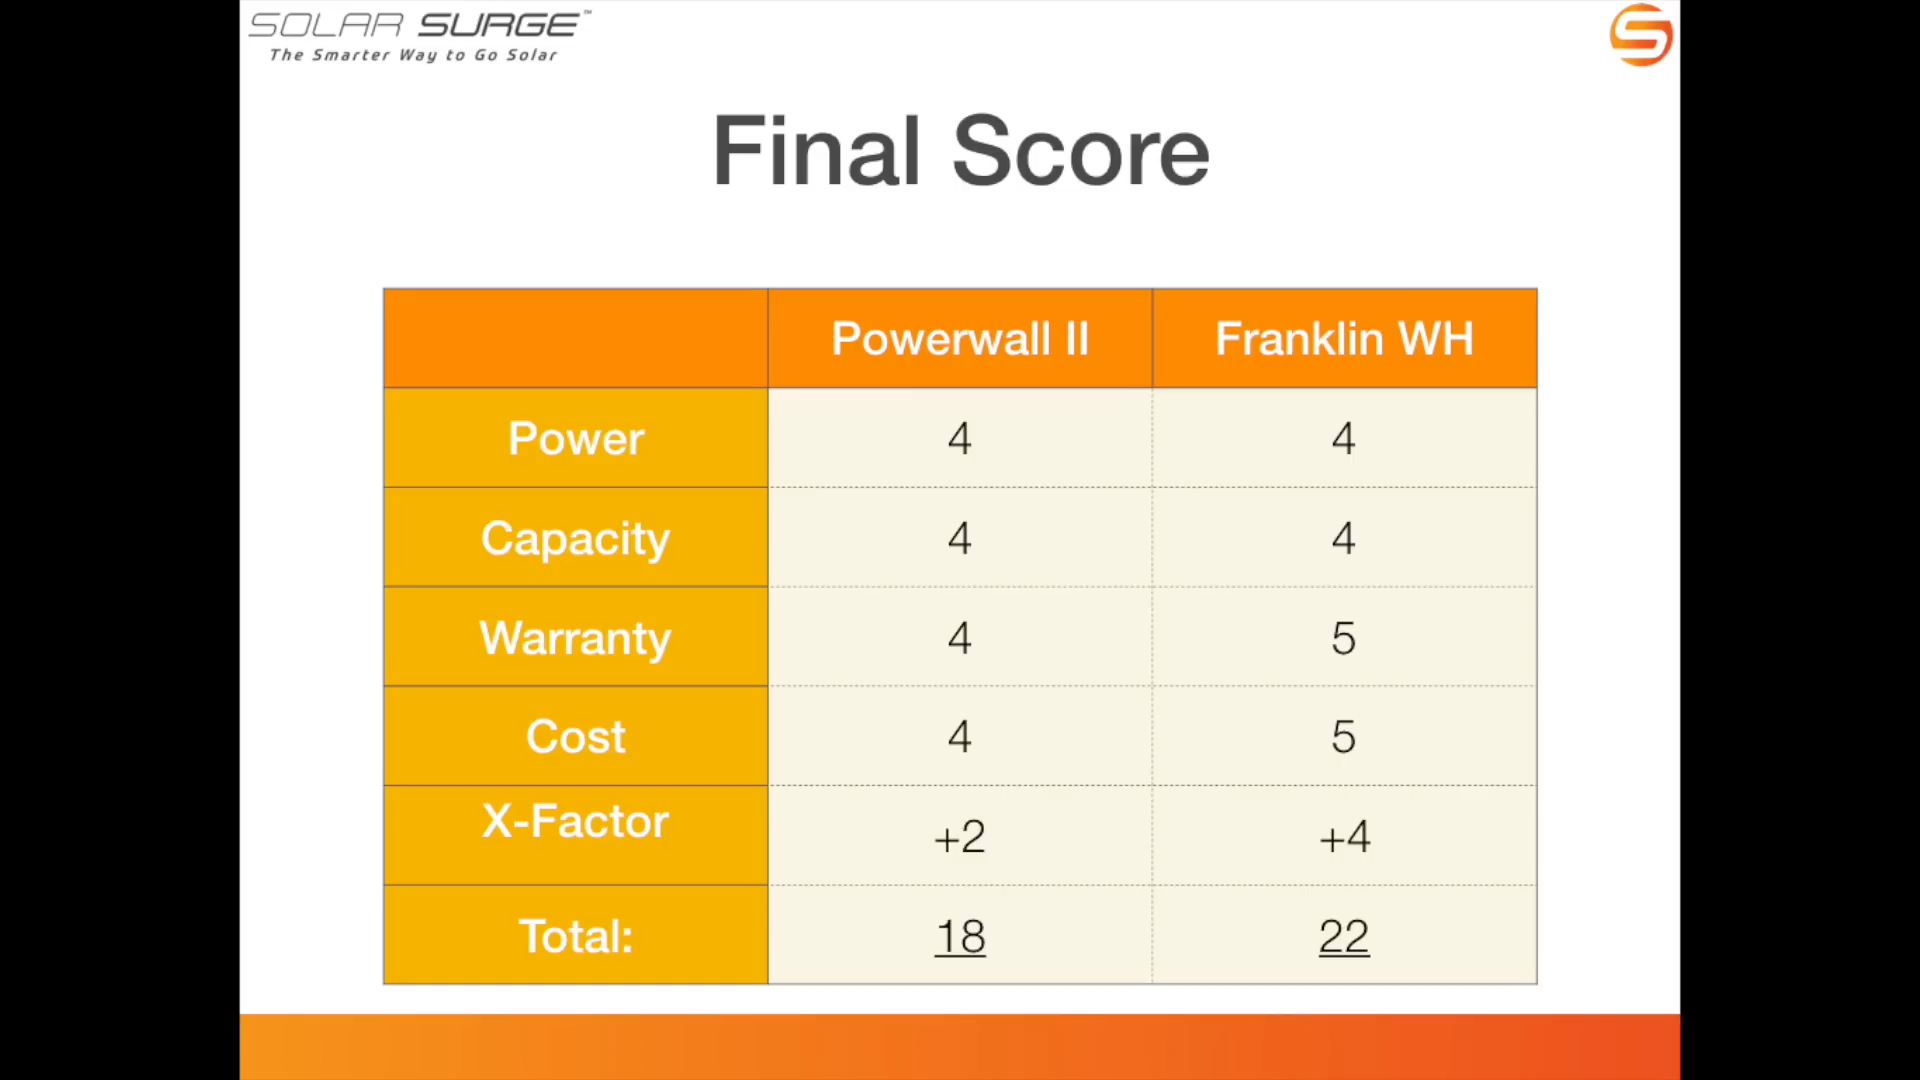 SOLAR SURGE™
The Smarter Way to Go Solar
S
Final Score
Powerwall II Franklin WH
Power 4 4
Capacity 4 4
Warranty 4 5
Cost 4 5
X-Factor +2 +4
Total: 18 22